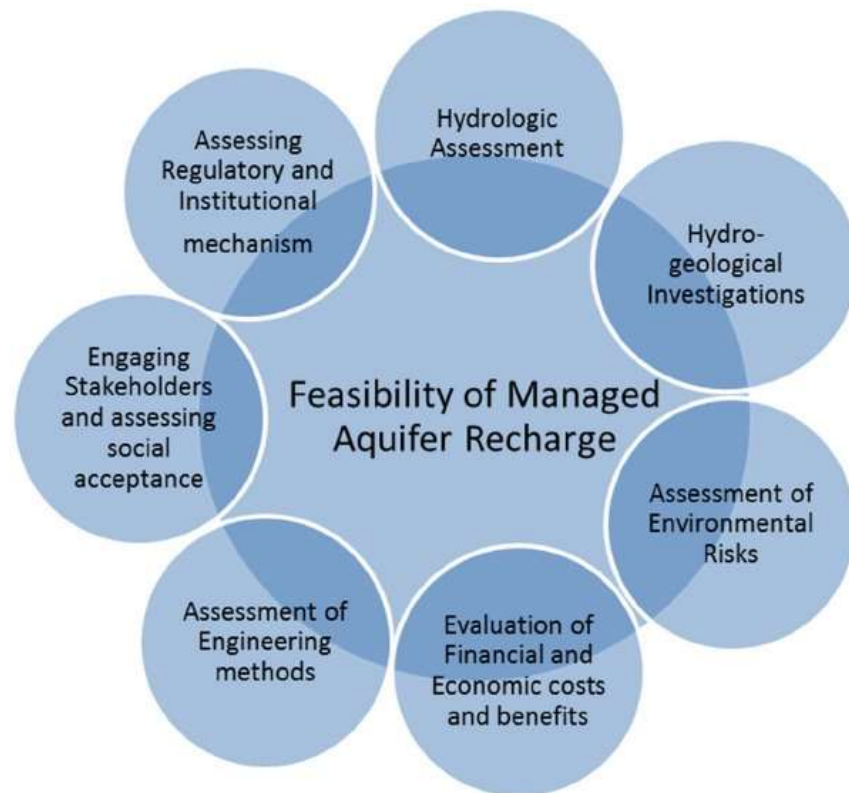 Hydrologic
Assessment
Hydro-
geological
Investigations
Assessment of
Environmental
Risks
Evaluation of
Financial and
Economic costs
and benefits
Assessment of
Engineering
methods
Engaging
Stakeholders
and assessing
social
acceptance
Assessing
Regulatory and
Institutional
mechanism
Feasibility of Managed
Aquifer Recharge